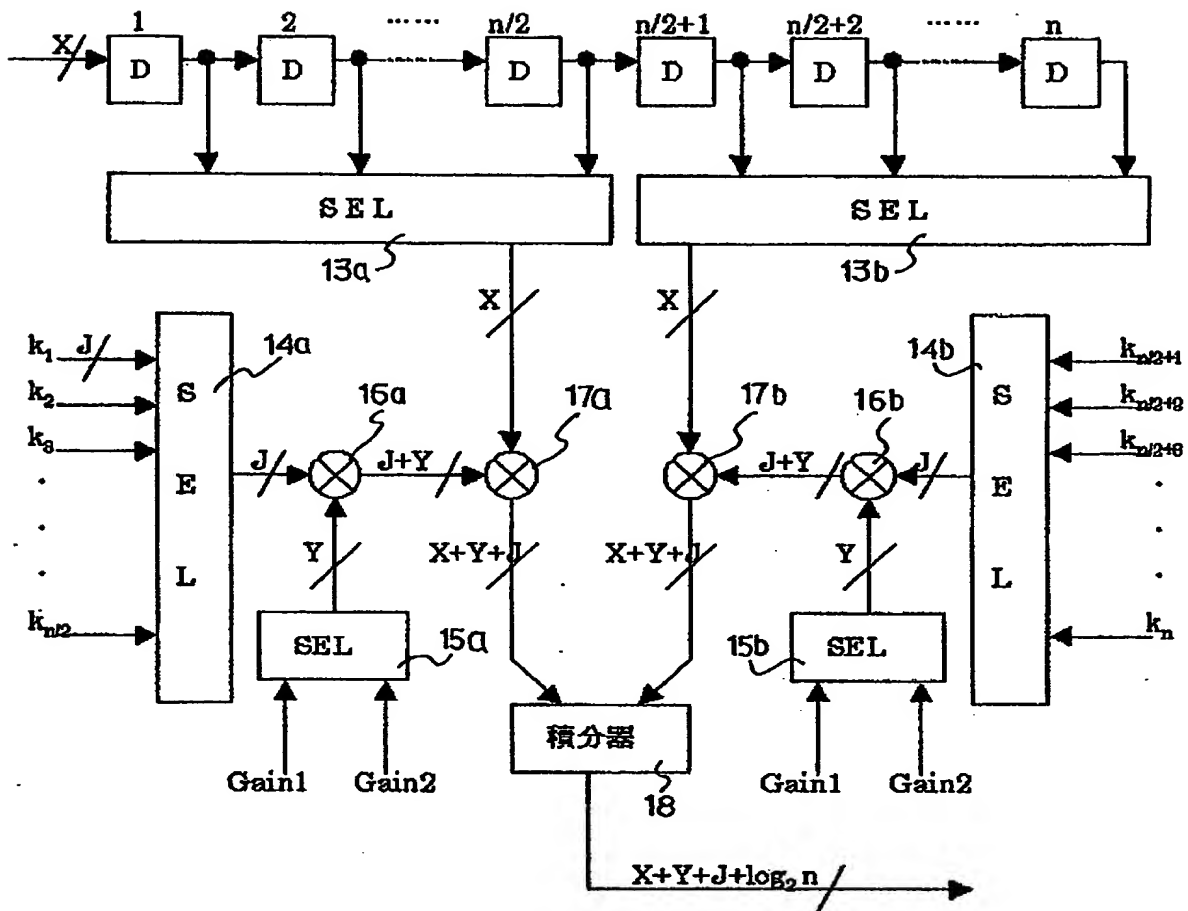 1 2 ...... n/2 n/2+1 n/2+2 ...... n
X D D D D D D
SEL SEL
13a 13b
X X
k1 J 14a 14b kn/2+1
k2 S 16a 17a 17b 16b S kn/2+2
k3 kn/2+3
J J+Y J+Y J
E E
Y X+Y+J X+Y+J Y
L L
kn/2 SEL 15a 15b SEL kn
積分器
Gain1 Gain2 18 Gain1 Gain2
X+Y+J+log2 n